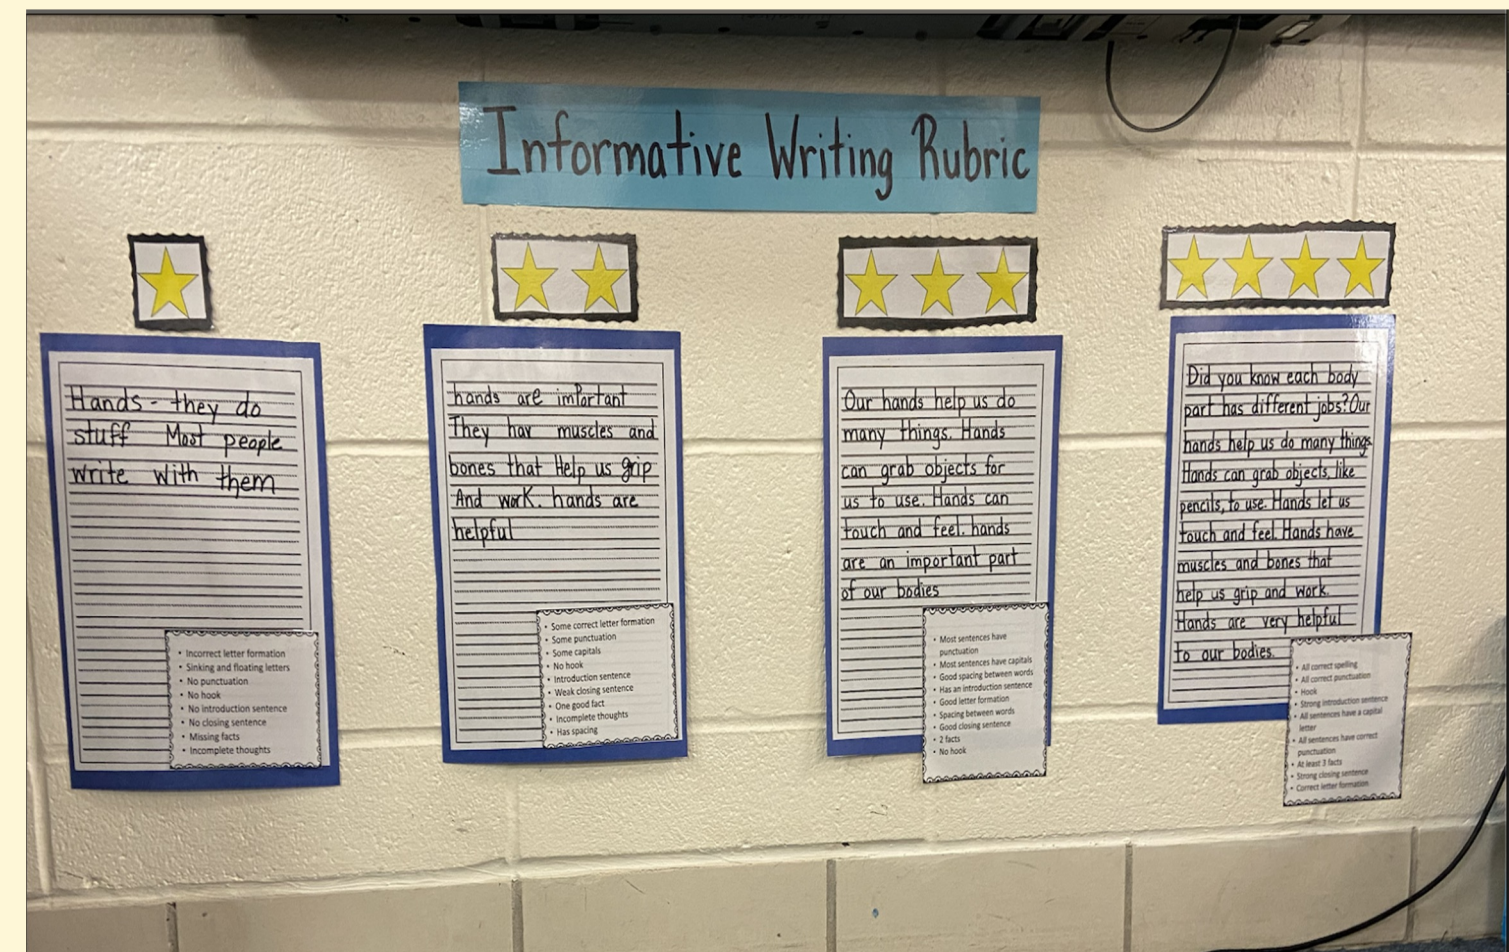 Informative Writing Rubric
Hands - they do
stuff Most people
write with them
• Incorrect letter formation
• Sinking and floating letters
• No punctuation
• No hook
• No introduction sentence
• No closing sentence
• Missing facts
• Incomplete thoughts
hands are imPortant
They hav muscles and
bones that Help us grip
And work. hands are
helpful
• Some correct letter formation
• Some punctuation
• Some capitals
• No hook
• Introduction sentence
• Weak closing sentence
• One good fact
• Incomplete thoughts
• Has spacing
Our hands help us do
many things. Hands
can grab objects for
us to use. Hands can
touch and feel. hands
are an important part
of our bodies
• Most sentences have
punctuation
• Most sentences have capitals
• Good spacing between words
• Has an introduction sentence
• Good letter formation
• Spacing between words
• Good closing sentence
• 2 facts
• No hook
Did you know each body
part has different jobs? Our
hands help us do many things.
Hands can grab objects, like
pencils, to use. Hands let us
touch and feel. Hands have
muscles and bones that
help us grip and work.
Hands are very helpful
to our bodies.
• All correct spelling
• All correct punctuation
• Hook
• Strong introduction sentence
• All sentences have a capital
letter
• All sentences have correct
punctuation
• At least 3 facts
• Strong closing sentence
• Correct letter formation